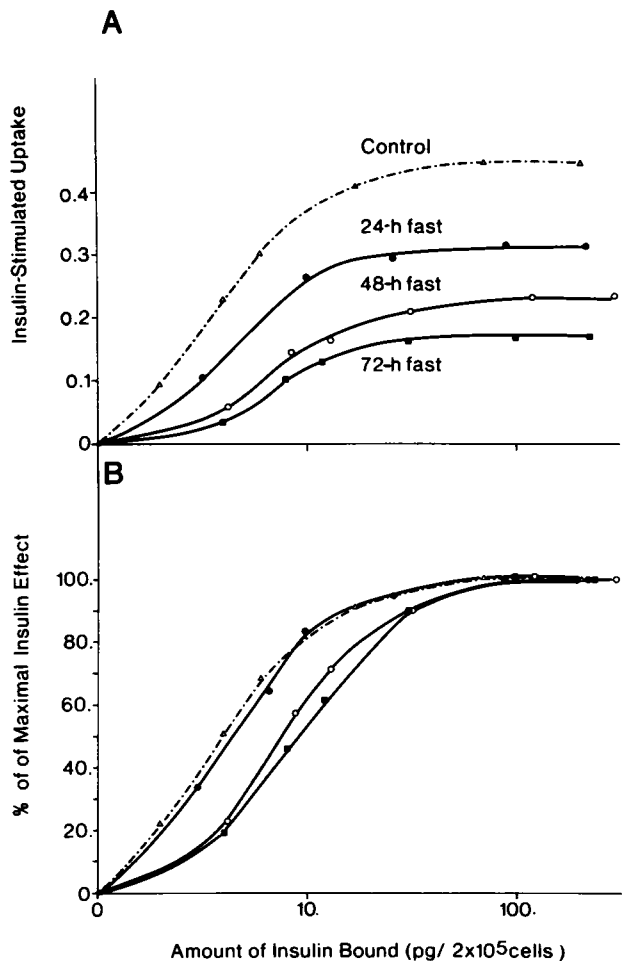 A
Insulin-Stimulated Uptake
0.4
0.3
0.2
0.1
0
Control
24-h fast
48-h fast
72-h fast
B
% of of Maximal Insulin Effect
100.
80.
60.
40.
20.
0
0
10.
100.
Amount of Insulin Bound (pg/ 2x10⁵cells)